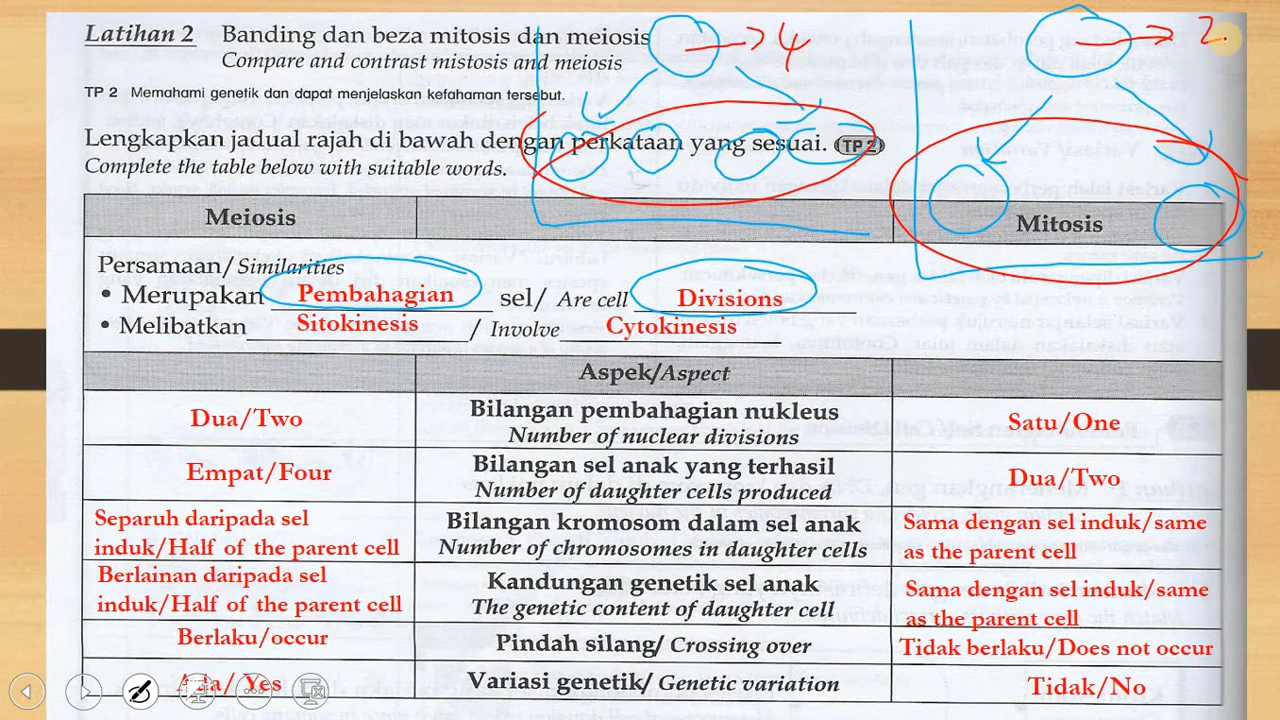 Latihan 2 Banding dan beza mitosis dan meiosis
Compare and contrast mistosis and meiosis
TP 2 Memahami genetik dan dapat menjelaskan kefahaman tersebut.
Lengkapkan jadual rajah di bawah dengan perkataan yang sesuai. TP 2
Complete the table below with suitable words.
→ 4
→ 2
Meiosis Mitosis
Persamaan/Similarities
• Merupakan Pembahagian sel/ Are cell Divisions
• Melibatkan Sitokinesis / Involve Cytokinesis
Aspek/Aspect
Dua/Two
Bilangan pembahagian nukleus
Number of nuclear divisions
Satu/One
Empat/Four
Bilangan sel anak yang terhasil
Number of daughter cells produced
Dua/Two
Separuh daripada sel
induk/Half of the parent cell
Bilangan kromosom dalam sel anak
Number of chromosomes in daughter cells
Sama dengan sel induk/same
as the parent cell
Berlainan daripada sel
induk/Half of the parent cell
Kandungan genetik sel anak
The genetic content of daughter cell
Sama dengan sel induk/same
as the parent cell
Berlaku/occur
Pindah silang/ Crossing over
Tidak berlaku/Does not occur
Ada/Yes
Variasi genetik/ Genetic variation
Tidak/No